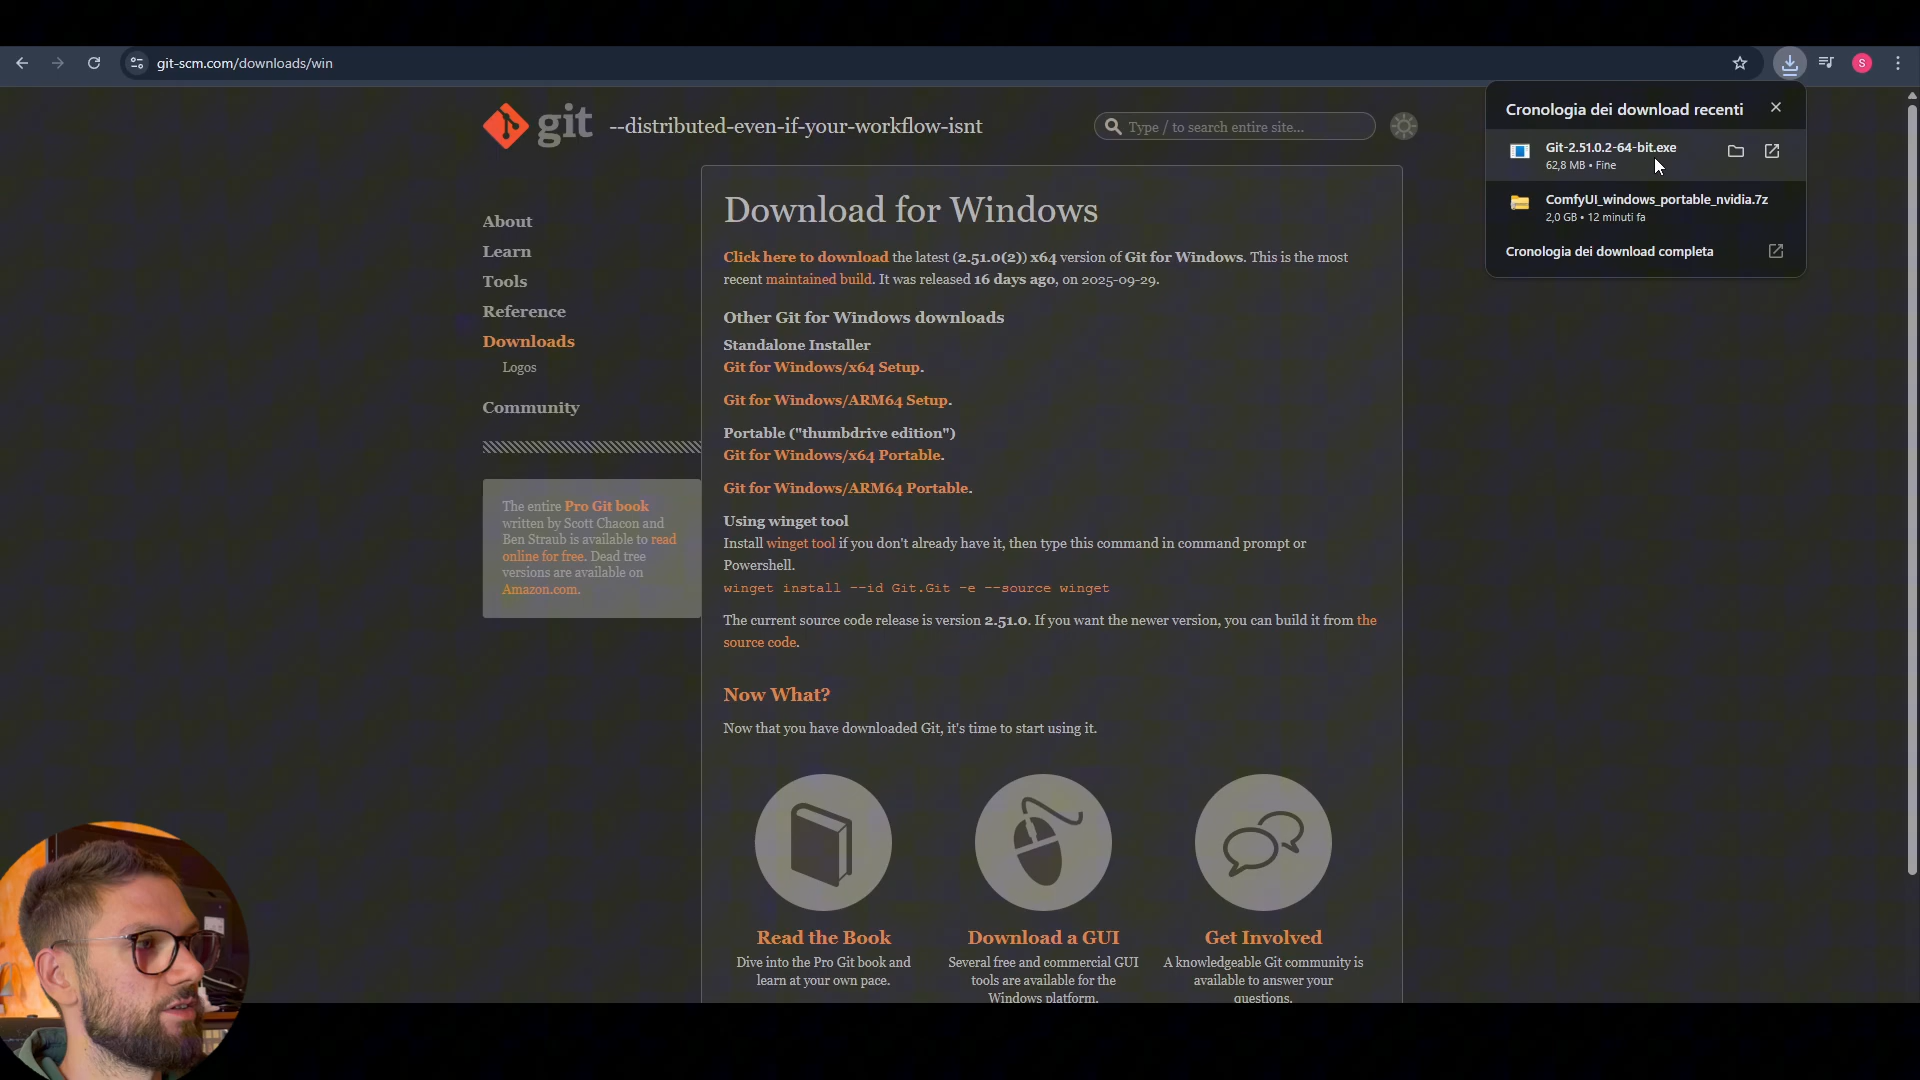 git-scm.com/downloads/win
S
Cronologia dei download recenti
Git-2.51.0.2-64-bit.exe
62,8 MB • Fine
ComfyUI_windows_portable_nvidia.7z
2,0 GB • 12 minuti fa
Cronologia dei download completa
git --distributed-even-if-your-workflow-isnt
Type / to search entire site...
About
Learn
Tools
Reference
Downloads
Logos
Community
The entire Pro Git book
written by Scott Chacon and
Ben Straub is available to read
online for free. Dead tree
versions are available on
Amazon.com.
Download for Windows
Click here to download the latest (2.51.0(2)) x64 version of Git for Windows. This is the most
recent maintained build. It was released 16 days ago, on 2025-09-29.
Other Git for Windows downloads
Standalone Installer
Git for Windows/x64 Setup.
Git for Windows/ARM64 Setup.
Portable ("thumbdrive edition")
Git for Windows/x64 Portable.
Git for Windows/ARM64 Portable.
Using winget tool
Install winget tool if you don't already have it, then type this command in command prompt or
Powershell.
winget install --id Git.Git -e --source winget
The current source code release is version 2.51.0. If you want the newer version, you can build it from the
source code.
Now What?
Now that you have downloaded Git, it's time to start using it.
Read the Book
Dive into the Pro Git book and
learn at your own pace.
Download a GUI
Several free and commercial GUI
tools are available for the
Windows platform.
Get Involved
A knowledgeable Git community is
available to answer your
questions.